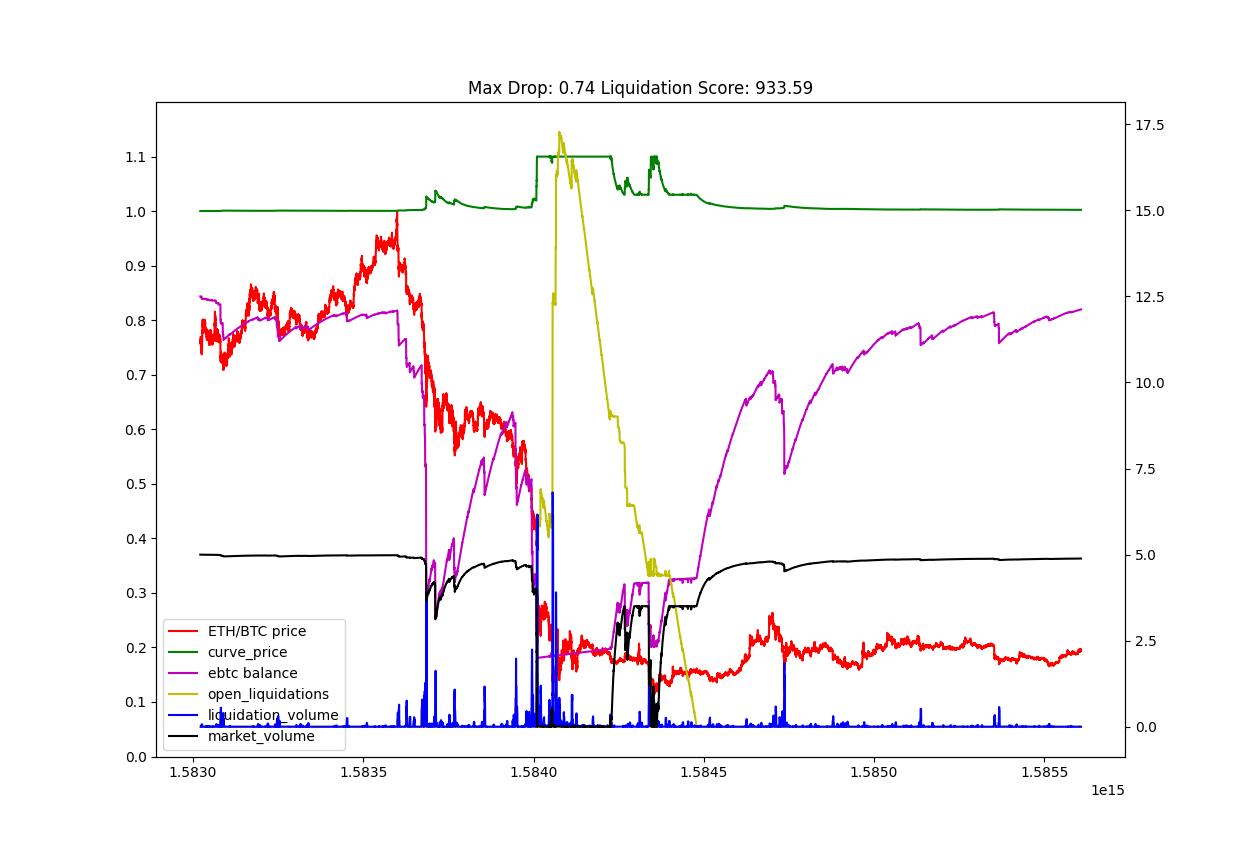 Max Drop: 0.74 Liquidation Score: 933.59
17.5
1.1
1.0
15.0
0.9
0.8
12.5
0.7
10.0
0.6
0.5
7.5
0.4
5.0
0.3
0.2
2.5
0.1
0.0
0.0
ETH/BTC price
curve_price
ebtc balance
open_liquidations
liquidation_volume
market_volume
1.5830 1.5835 1.5840 1.5845 1.5850 1.5855
1e15